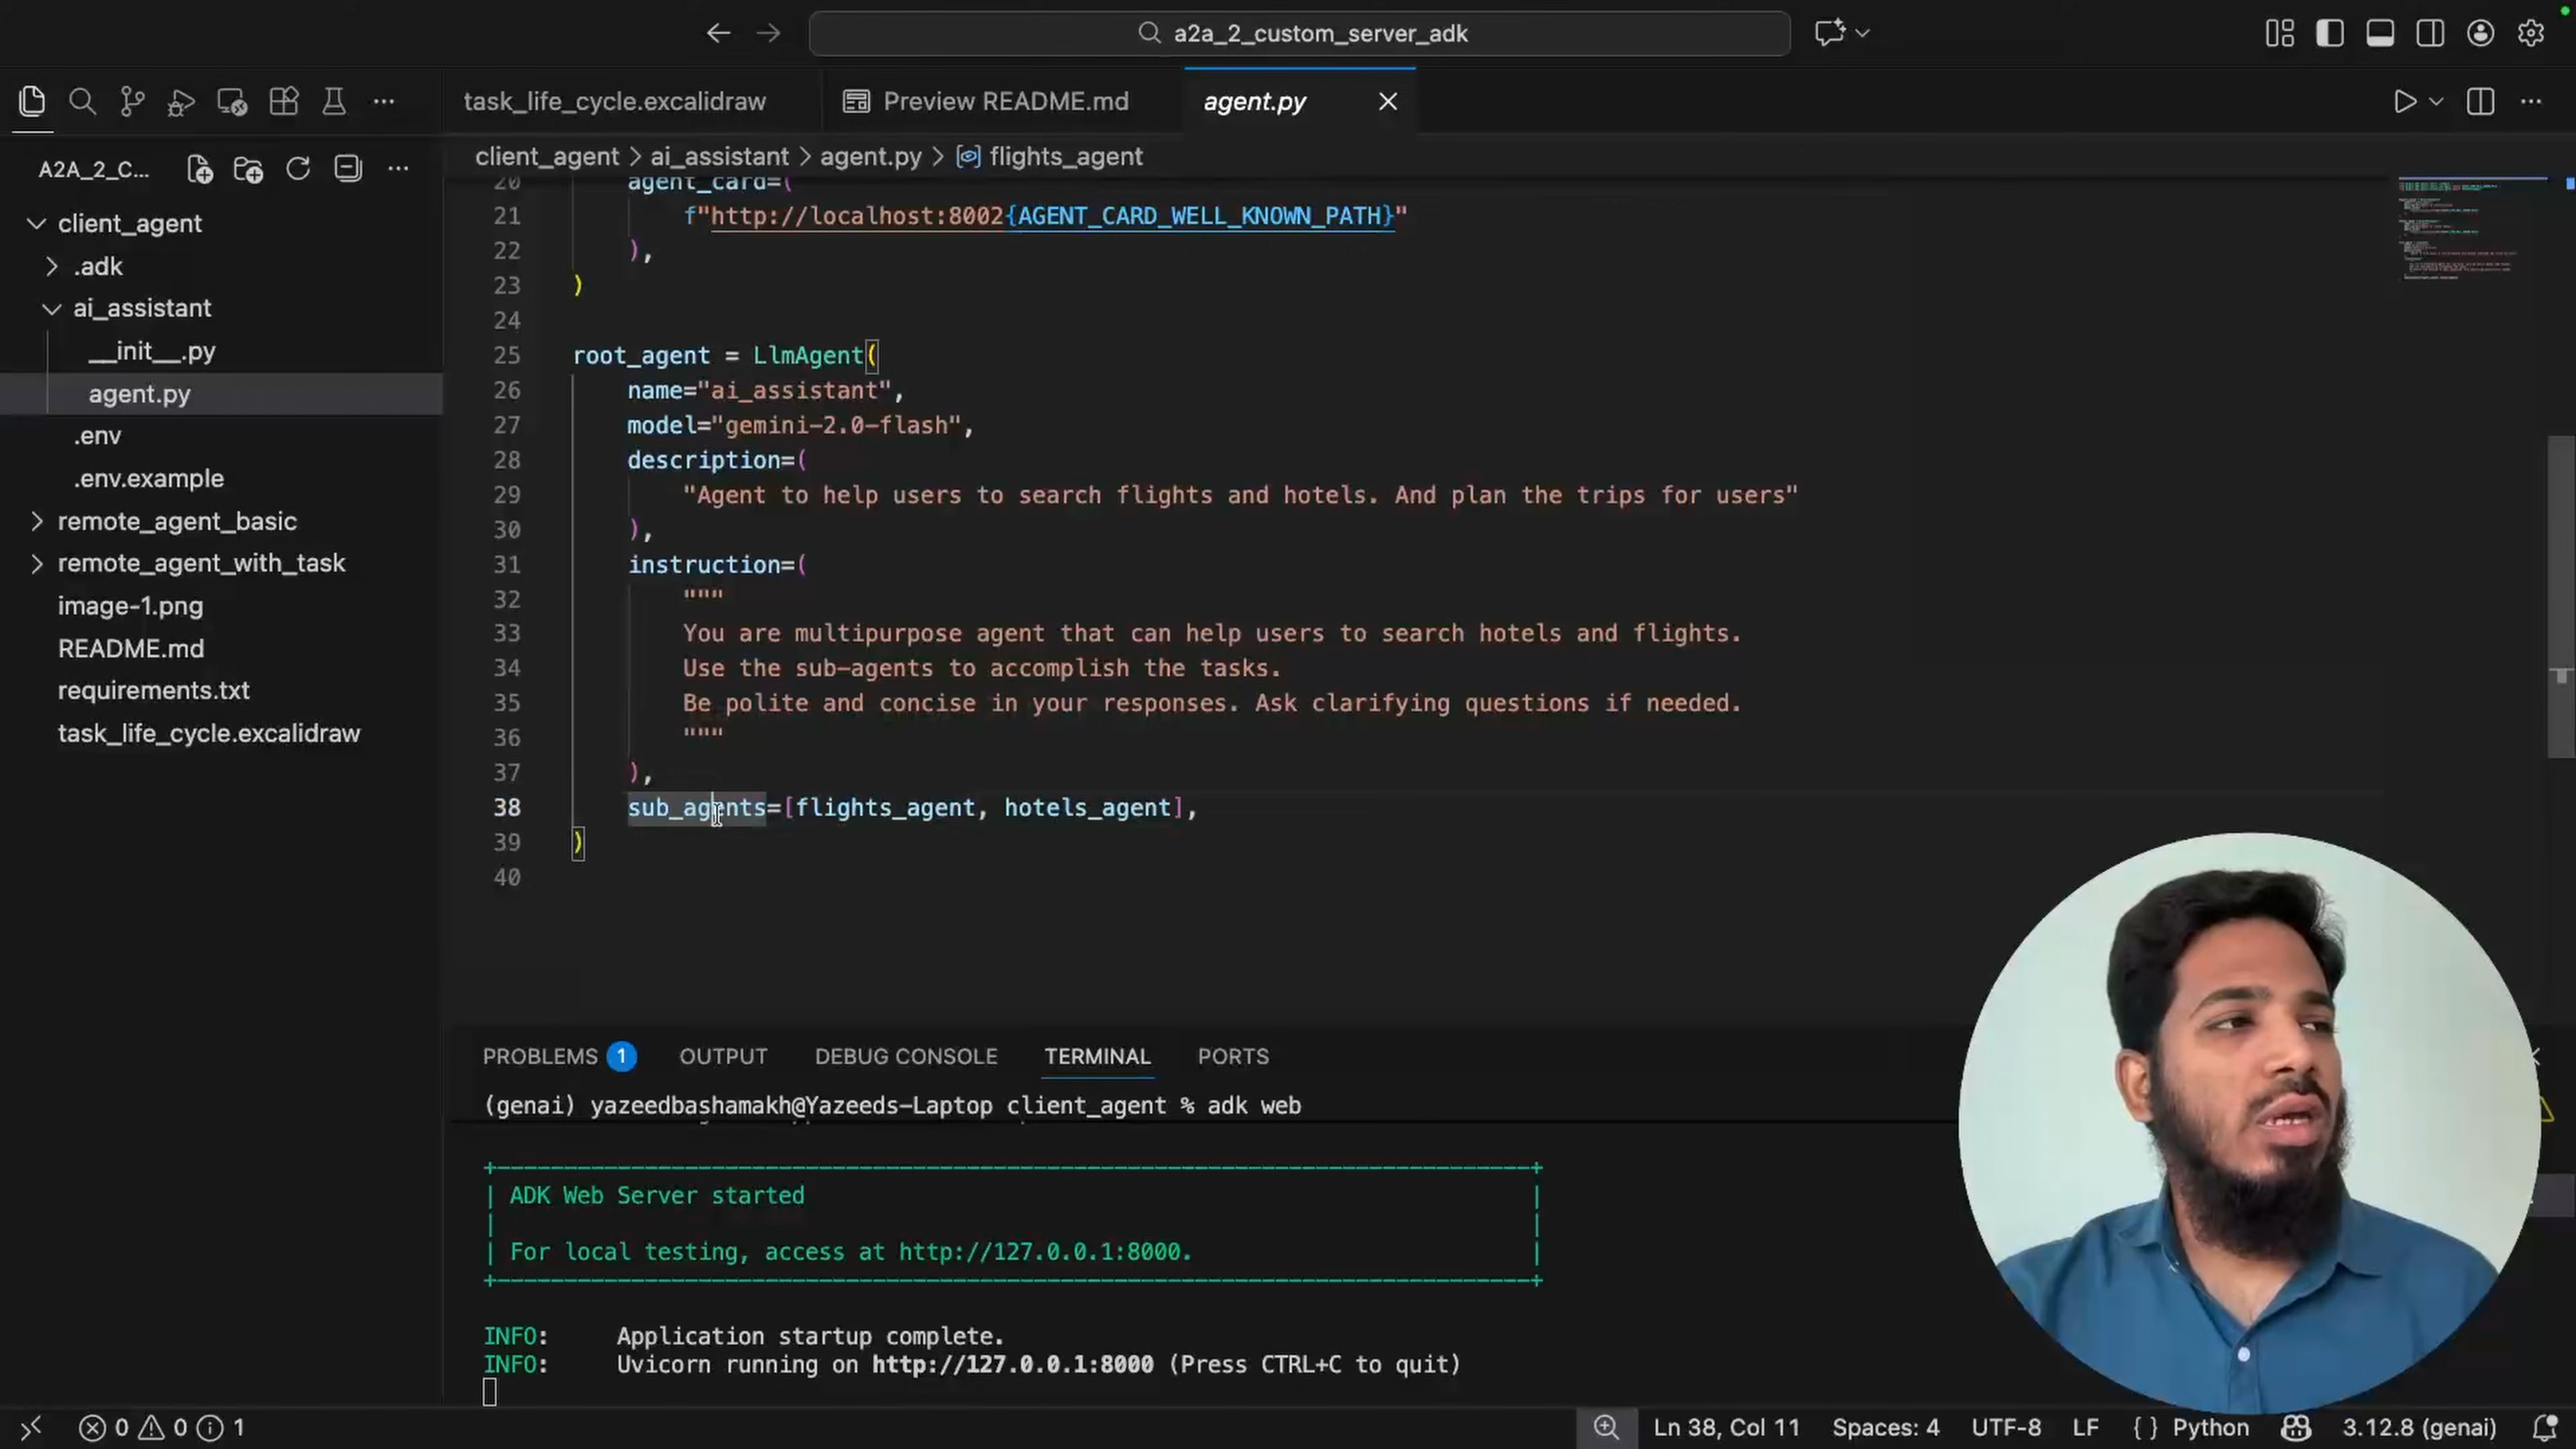 a2a_2_custom_server_adk
task_life_cycle.excalidraw
Preview README.md
agent.py
A2A_2_C...
client_agent > ai_assistant > agent.py > flights_agent
client_agent
.adk
ai_assistant
__init__.py
agent.py
.env
.env.example
remote_agent_basic
remote_agent_with_task
image-1.png
README.md
requirements.txt
task_life_cycle.excalidraw
20 agent_card=(
21 f"http://localhost:8002{AGENT_CARD_WELL_KNOWN_PATH}"
22 ),
23 )
24
25 root_agent = LlmAgent(
26 name="ai_assistant",
27 model="gemini-2.0-flash",
28 description=(
29 "Agent to help users to search flights and hotels. And plan the trips for users"
30 ),
31 instruction=(
32 """
33 You are multipurpose agent that can help users to search hotels and flights.
34 Use the sub-agents to accomplish the tasks.
35 Be polite and concise in your responses. Ask clarifying questions if needed.
36 """
37 ),
38 sub_agents=[flights_agent, hotels_agent],
39 )
40
PROBLEMS 1 OUTPUT DEBUG CONSOLE TERMINAL PORTS
(genai) yazeedbashamakh@Yazeeds-Laptop client_agent % adk web
ADK Web Server started
For local testing, access at http://127.0.0.1:8000.
INFO: Application startup complete.
INFO: Uvicorn running on http://127.0.0.1:8000 (Press CTRL+C to quit)
0 0 1 Ln 38, Col 11 Spaces: 4 UTF-8 LF {} Python 3.12.8 (genai)